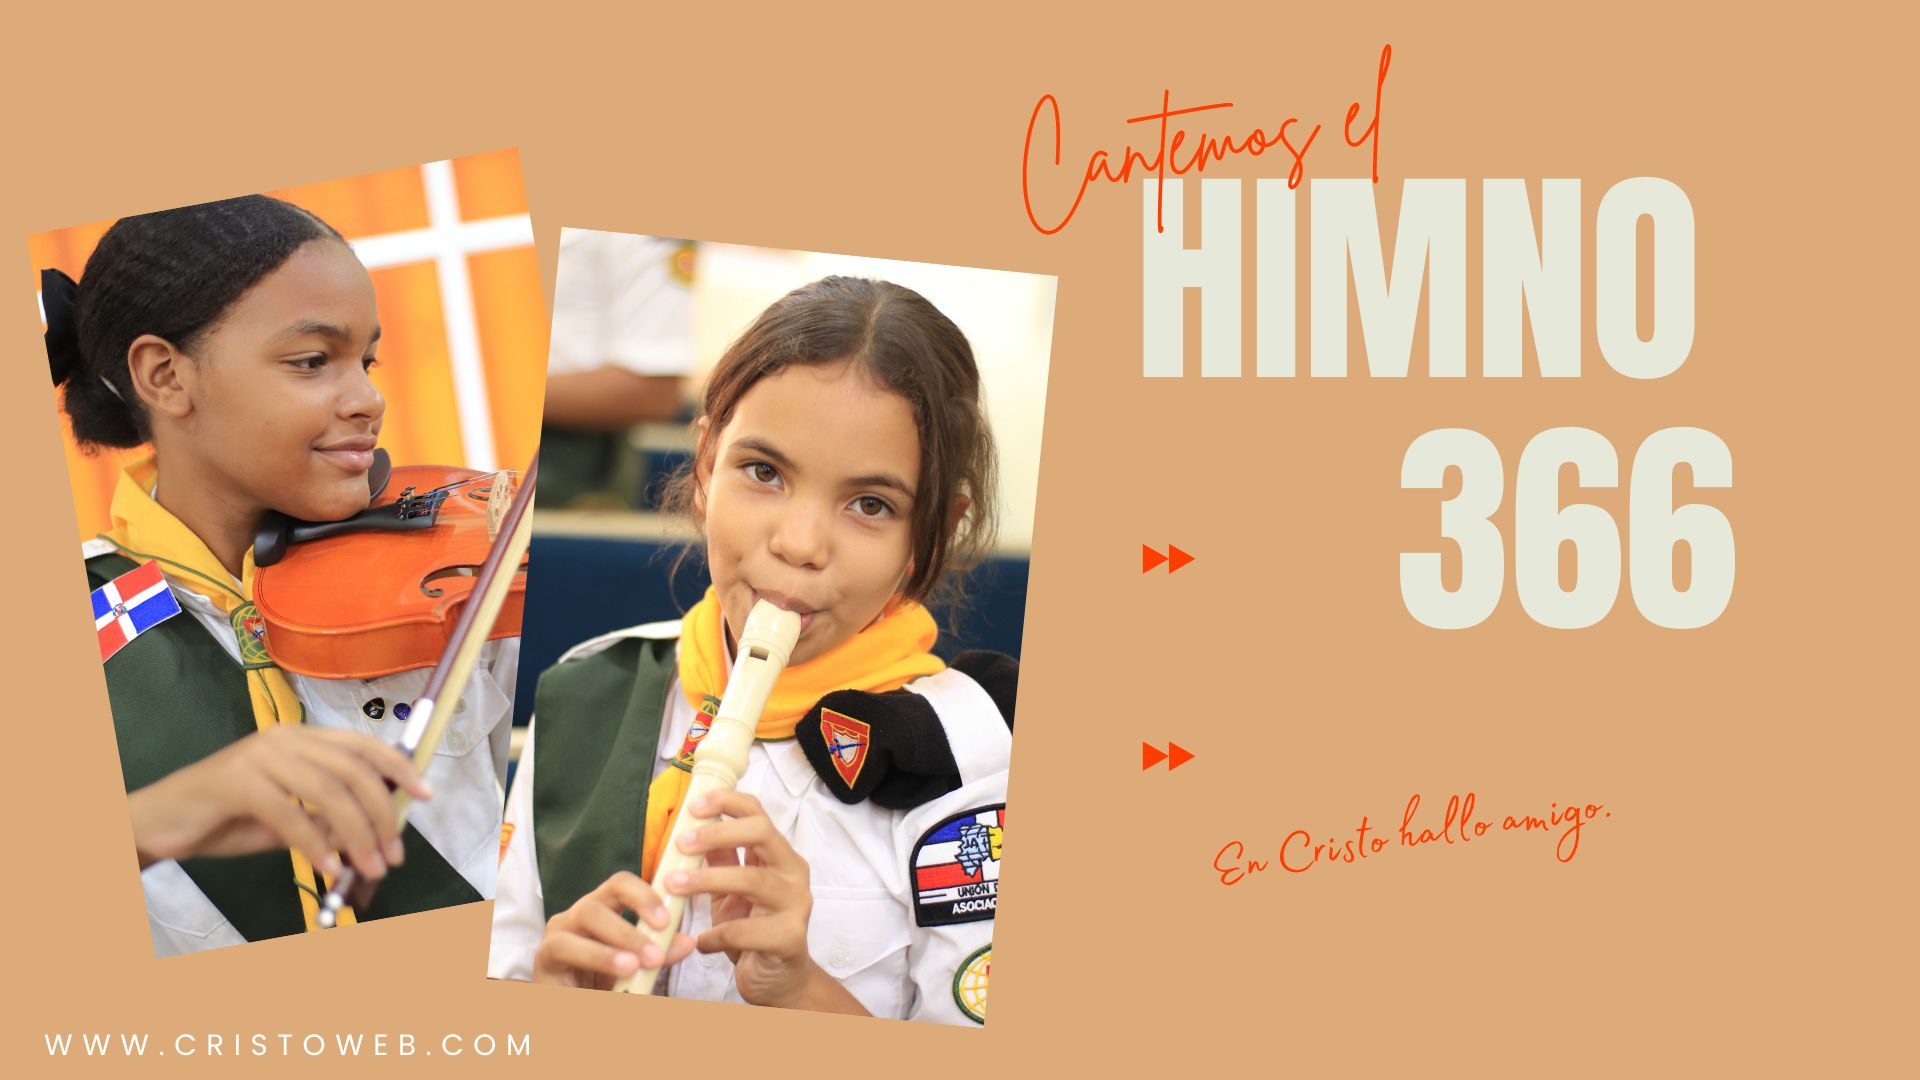 Cantemos el
HIMNO
366
En Cristo hallo amigo.
UNIÓN
ASOCIAC
WWW.CRISTOWEB.COM